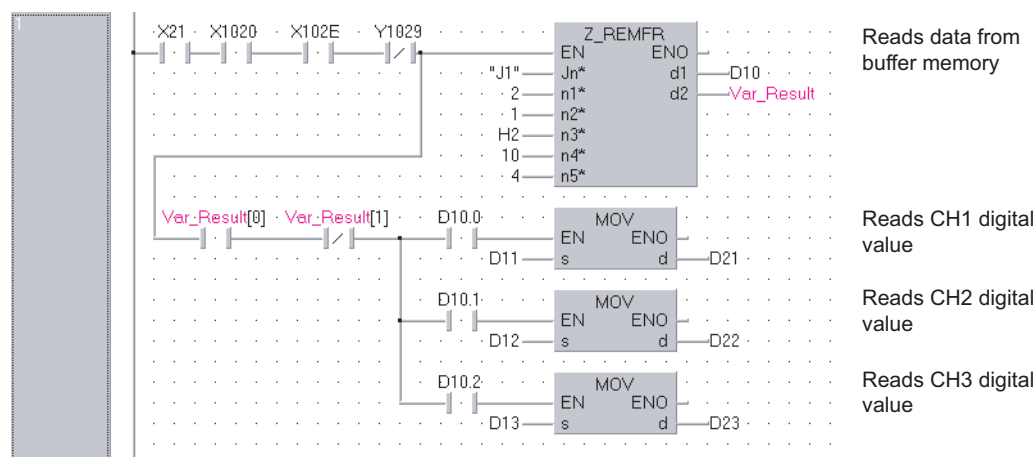 1
X21 X1020 X102E Y1029
Z_REMFR
EN ENO
"J1" Jn* d1 D10
2 n1* d2 Var_Result
1 n2*
H2 n3*
10 n4*
4 n5*
Reads data from
buffer memory
Var_Result[0] Var_Result[1] D10.0
MOV
EN ENO
D11 s d D21
Reads CH1 digital
value
D10.1
MOV
EN ENO
D12 s d D22
Reads CH2 digital
value
D10.2
MOV
EN ENO
D13 s d D23
Reads CH3 digital
value